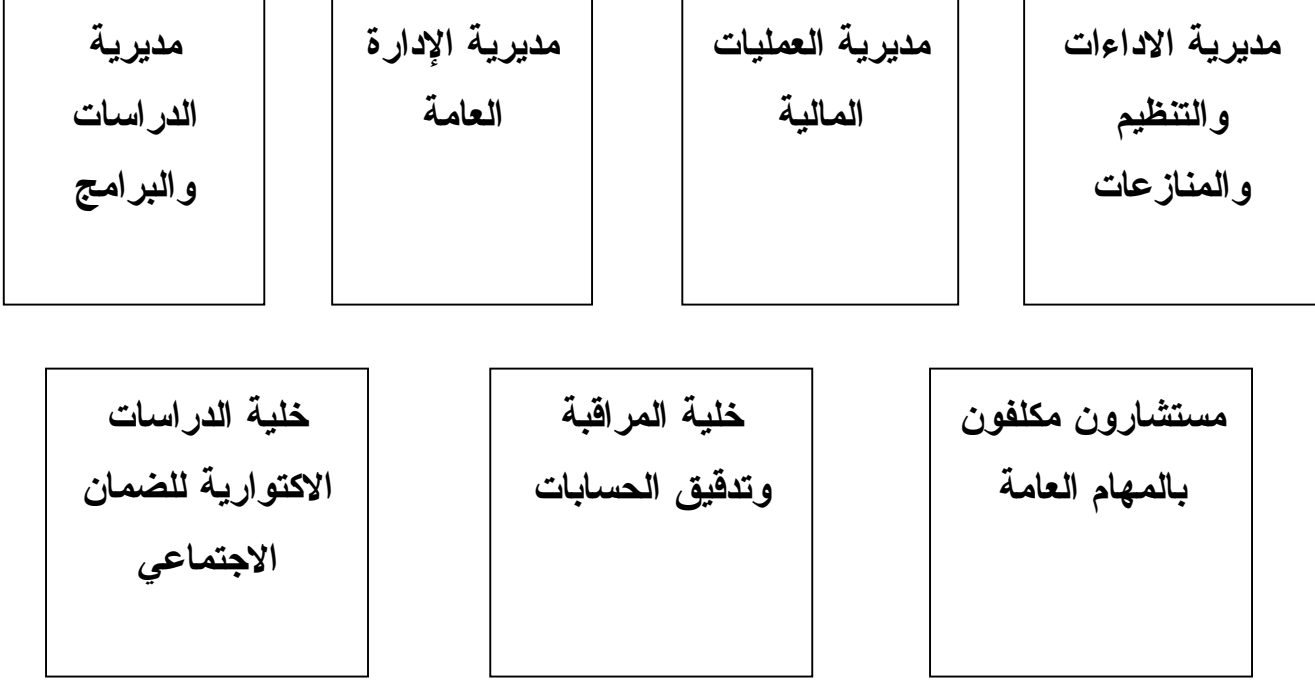 مديرية الاداءات
والتنظيم
والمنازعات
مديرية العمليات
المالية
مديرية الإدارة
العامة
مديرية
الدراسات
والبرامج
مستشارون مكلفون
بالمهام العامة
خلية المراقبة
وتدقيق الحسابات
خلية الدراسات
الاكتوارية للضمان
الاجتماعي